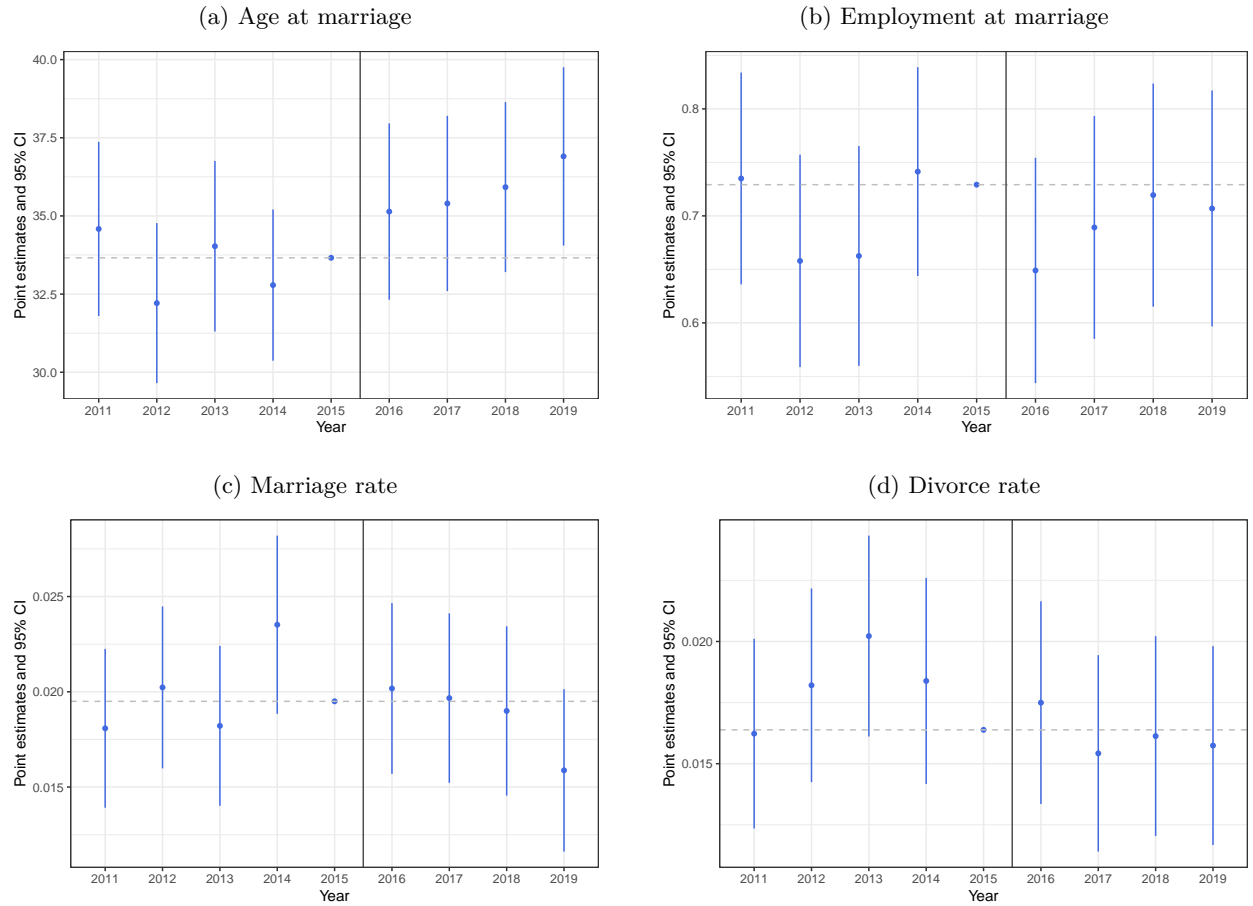 (a) Age at marriage
Point estimates and 95% CI
40.0
37.5
35.0
32.5
30.0
2011 2012 2013 2014 2015 2016 2017 2018 2019
Year
(b) Employment at marriage
Point estimates and 95% CI
0.8
0.7
0.6
2011 2012 2013 2014 2015 2016 2017 2018 2019
Year
(c) Marriage rate
Point estimates and 95% CI
0.025
0.020
0.015
2011 2012 2013 2014 2015 2016 2017 2018 2019
Year
(d) Divorce rate
Point estimates and 95% CI
0.020
0.015
2011 2012 2013 2014 2015 2016 2017 2018 2019
Year